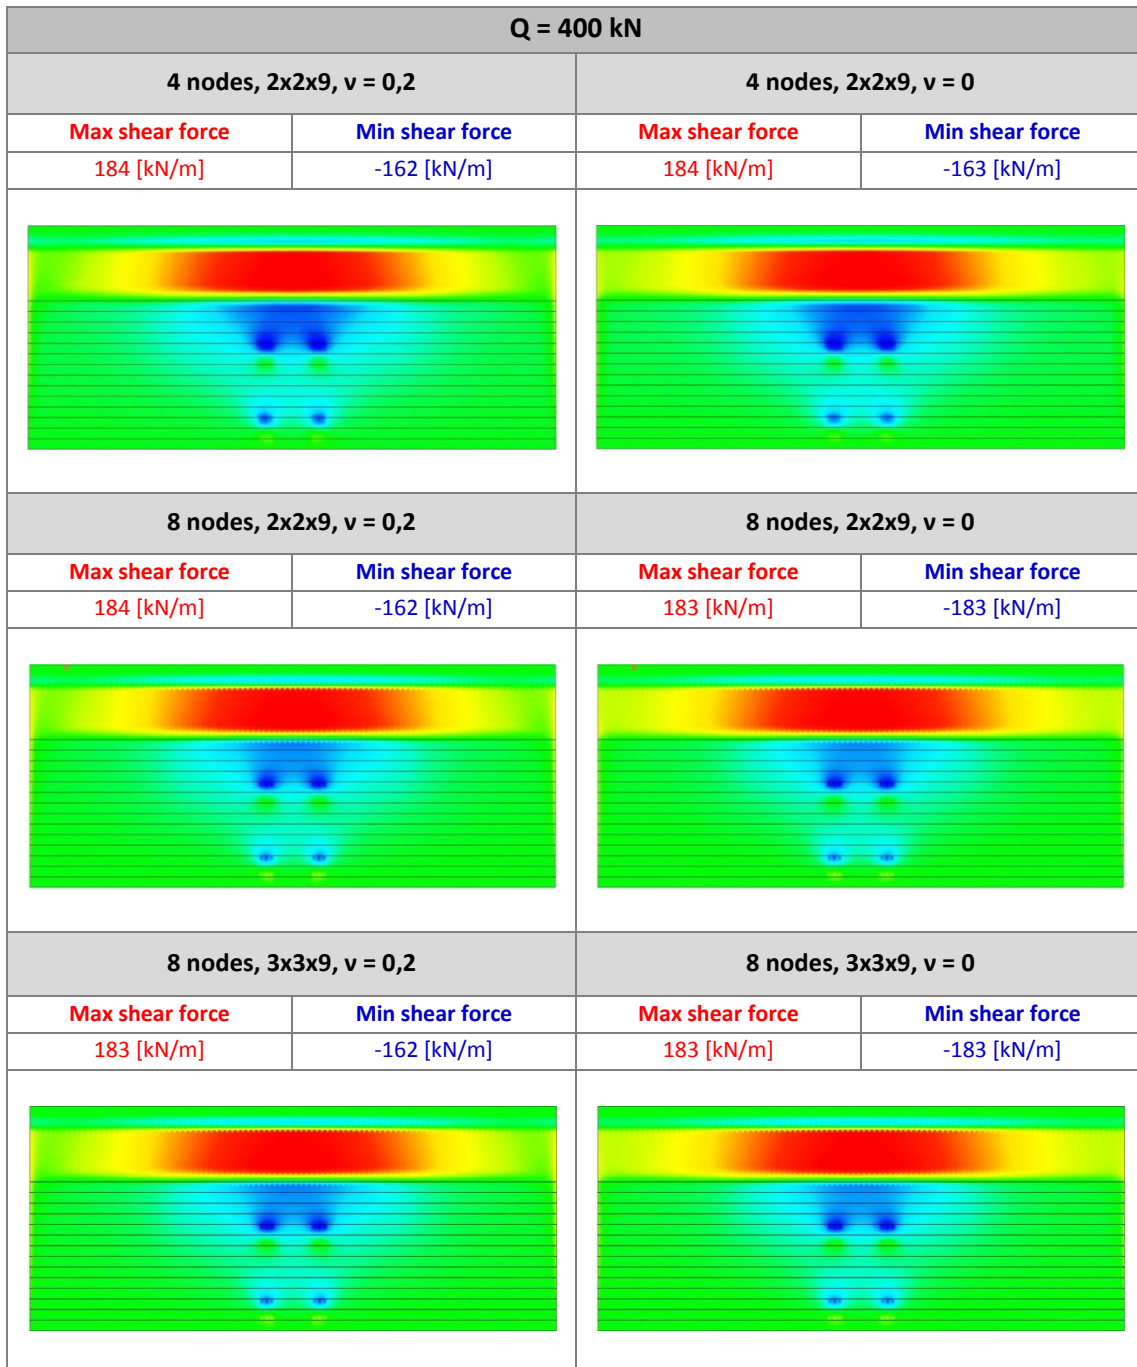 Q = 400 kN
4 nodes, 2x2x9, ν = 0,2 4 nodes, 2x2x9, ν = 0
Max shear force Min shear force Max shear force Min shear force
184 [kN/m] -162 [kN/m] 184 [kN/m] -163 [kN/m]
8 nodes, 2x2x9, ν = 0,2 8 nodes, 2x2x9, ν = 0
Max shear force Min shear force Max shear force Min shear force
184 [kN/m] -162 [kN/m] 183 [kN/m] -183 [kN/m]
8 nodes, 3x3x9, ν = 0,2 8 nodes, 3x3x9, ν = 0
Max shear force Min shear force Max shear force Min shear force
183 [kN/m] -162 [kN/m] 183 [kN/m] -183 [kN/m]